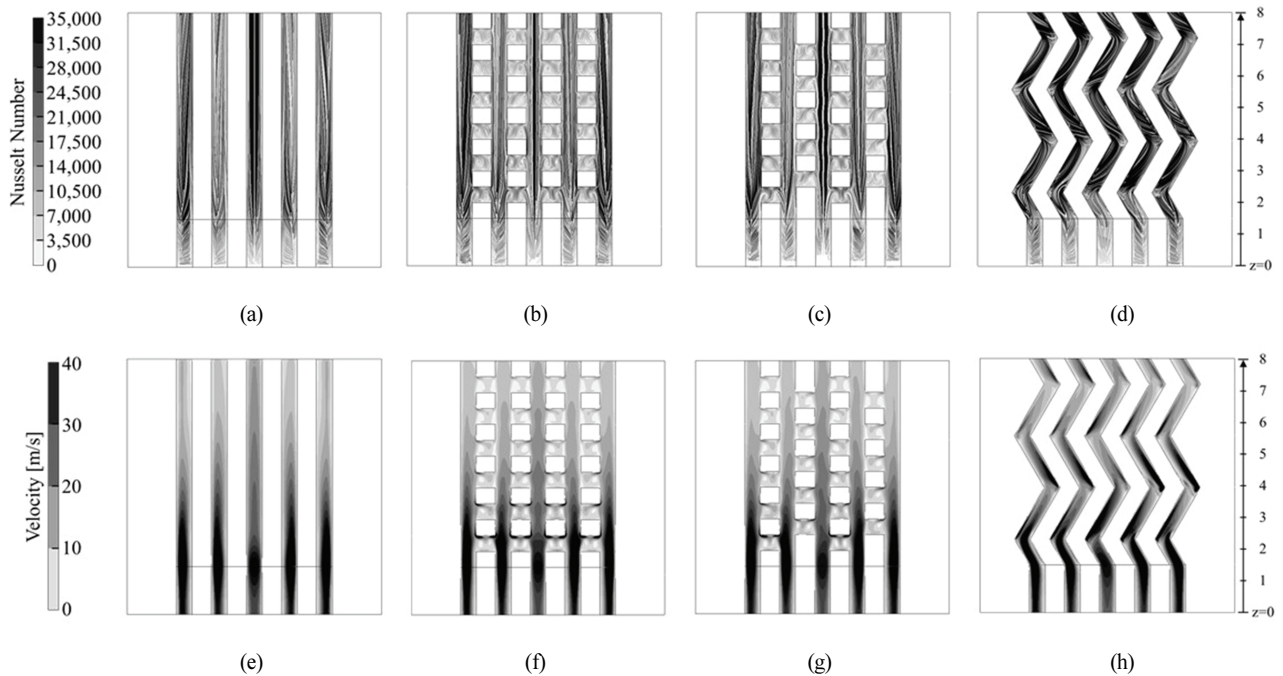 Nusselt Number
35,000
31,500
28,000
24,500
21,000
17,500
14,000
10,500
7,000
3,500
0
8
7
6
5
4
3
2
1
z=0
(a)
(b)
(c)
(d)
Velocity [m/s]
40
30
20
10
0
8
7
6
5
4
3
2
1
z=0
(e)
(f)
(g)
(h)